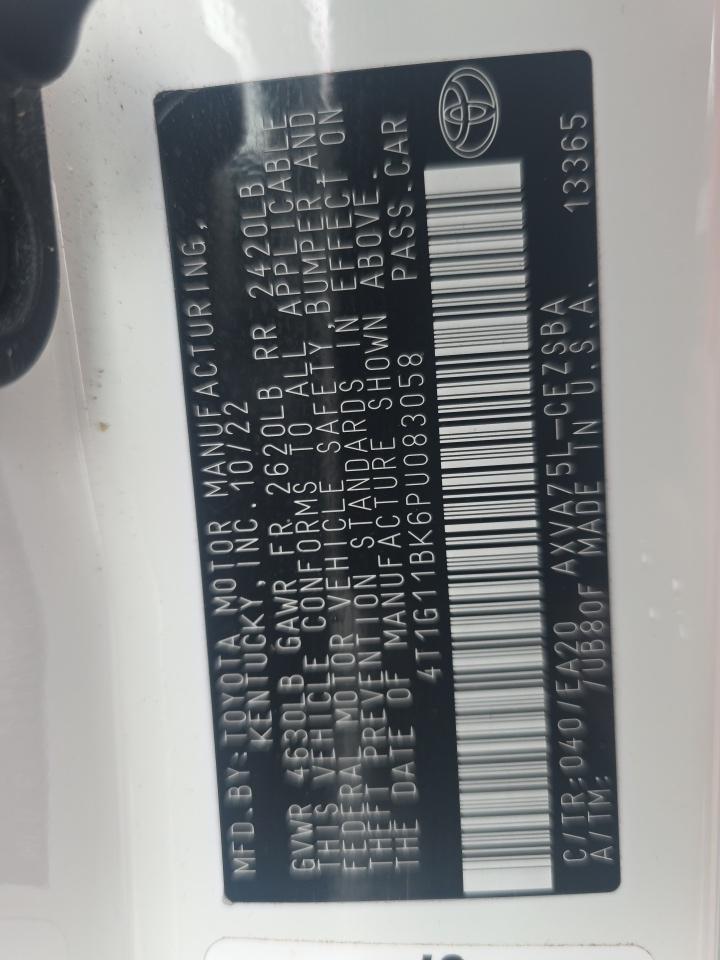 MFD.BY:TOYOTA MOTOR MANUFACTURING,
KENTUCKY,INC. 10/22
GVWR 4630LB GAWR FR 2620LB RR 2420LB
THIS VEHICLE CONFORMS TO ALL APPLICABLE
FEDERAL MOTOR VEHICLE SAFETY,BUMPER,AND
THEFT PREVENTION STANDARDS IN EFFECT ON
THE DATE OF MANUFACTURE SHOWN ABOVE.
4T1G11BK6PU083058 PASS.CAR
C/TR:040/EA20 AXVA75L-CEZSBA 13365
A/TM: /UB80F MADE IN U.S.A.